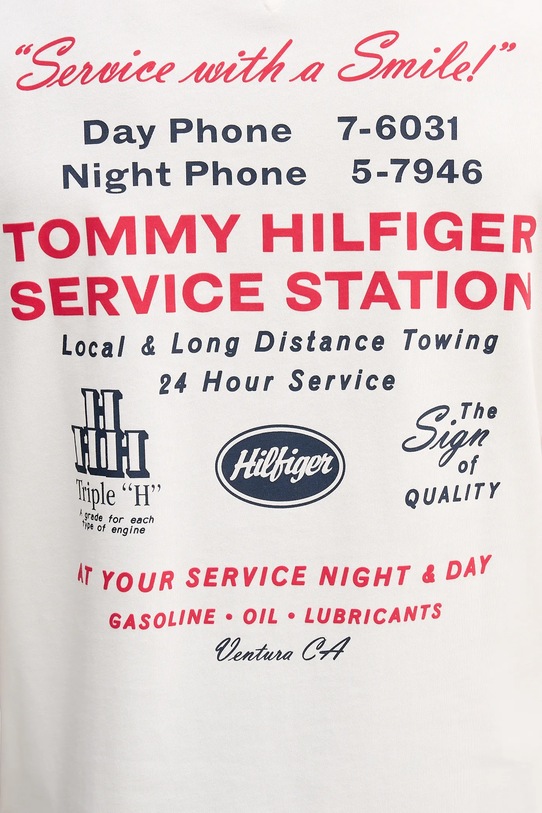 "Service with a Smile!"
Day Phone 7-6031
Night Phone 5-7946
TOMMY HILFIGER
SERVICE STATION
Local & Long Distance Towing
24 Hour Service
H
HHH
Triple "H"
A grade for each
type of engine
Hilfiger
The
Sign
of
QUALITY
AT YOUR SERVICE NIGHT & DAY
GASOLINE • OIL • LUBRICANTS
Ventura CA